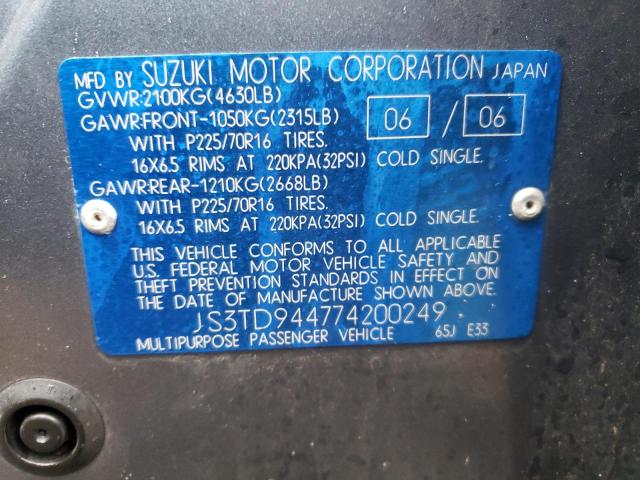 MFD BY SUZUKI MOTOR CORPORATION JAPAN
GVWR:2100KG(4630LB)
GAWR:FRONT-1050KG(2315LB) 06 / 06
WITH P225/70R16 TIRES.
16X6.5 RIMS AT 220KPA(32PSI) COLD SINGLE.
GAWR:REAR-1210KG(2668LB)
WITH P225/70R16 TIRES.
16X6.5 RIMS AT 220KPA(32PSI) COLD SINGLE.
THIS VEHICLE CONFORMS TO ALL APPLICABLE
U.S. FEDERAL MOTOR VEHICLE SAFETY AND
THEFT PREVENTION STANDARDS IN EFFECT ON
THE DATE OF MANUFACTURE SHOWN ABOVE.
JS3TD944774200249
MULTIPURPOSE PASSENGER VEHICLE 65J E33